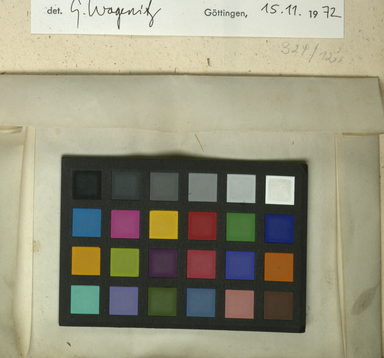 det. G. Wagenitz Göttingen, 15.11. 1972